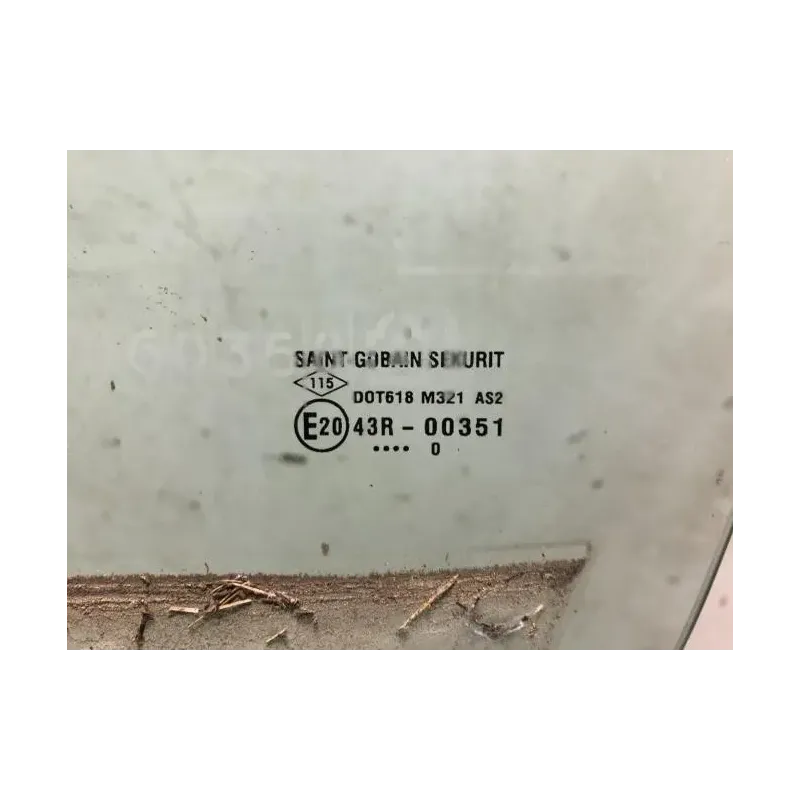 SAINT-GOBAIN SEKURIT
115
DOT618 M321 AS2
E20 43R - 00351
•••• 0